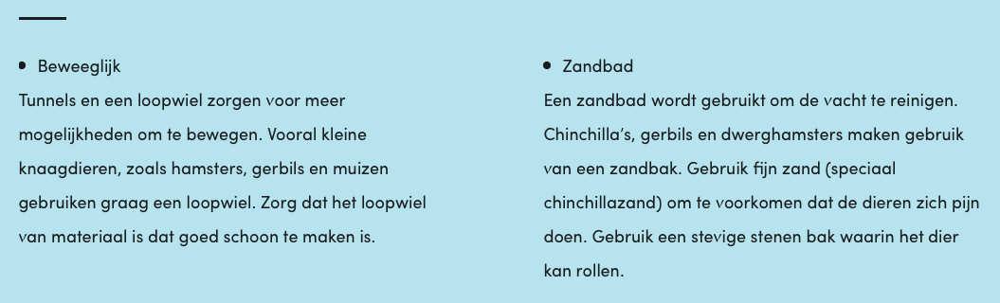 • Beweeglijk
Tunnels en een loopwiel zorgen voor meer
mogelijkheden om te bewegen. Vooral kleine
knaagdieren, zoals hamsters, gerbils en muizen
gebruiken graag een loopwiel. Zorg dat het loopwiel
van materiaal is dat goed schoon te maken is.
• Zandbad
Een zandbad wordt gebruikt om de vacht te reinigen.
Chinchilla’s, gerbils en dwerghamsters maken gebruik
van een zandbak. Gebruik fijn zand (speciaal
chinchillazand) om te voorkomen dat de dieren zich pijn
doen. Gebruik een stevige stenen bak waarin het dier
kan rollen.